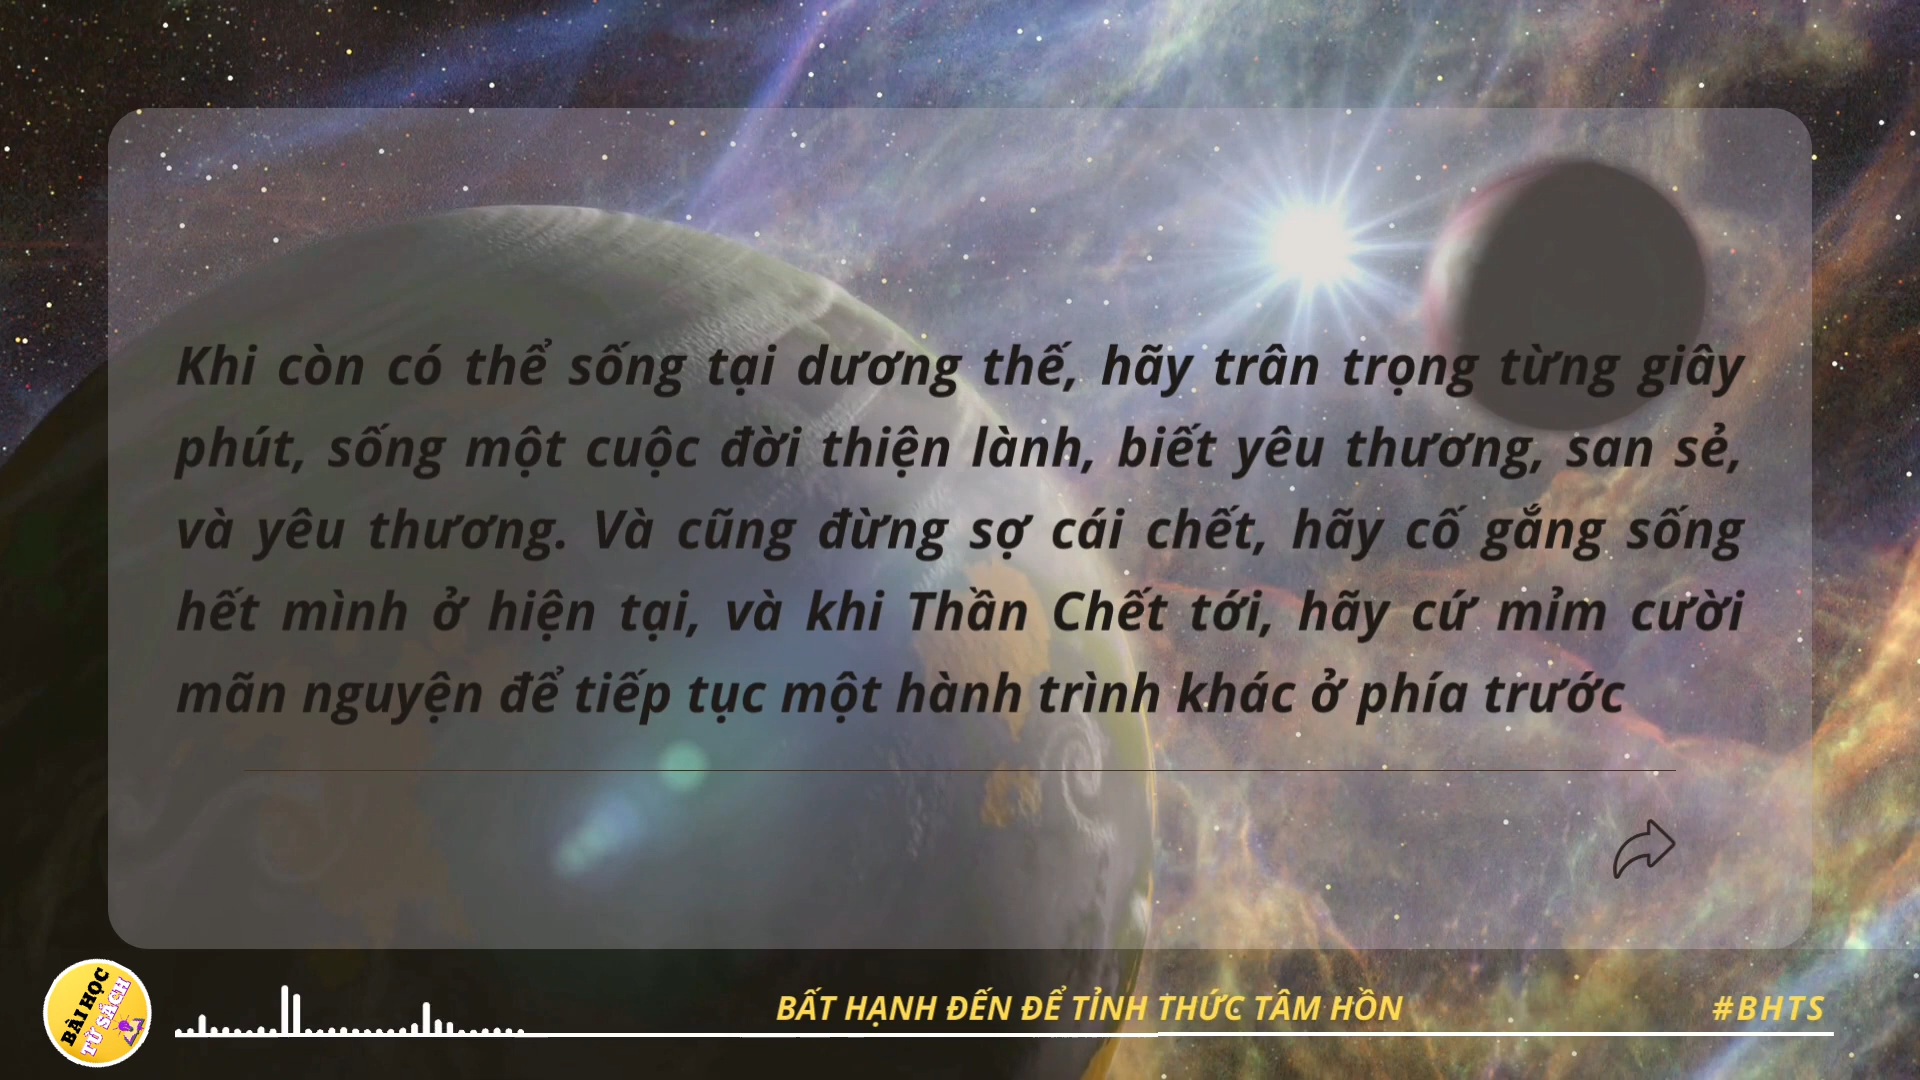 Khi còn có thể sống tại dương thế, hãy trân trọng từng giây
phút, sống một cuộc đời thiện lành, biết yêu thương, san sẻ,
và yêu thương. Và cũng đừng sợ cái chết, hãy cố gắng sống
hết mình ở hiện tại, và khi Thần Chết tới, hãy cứ mỉm cười
mãn nguyện để tiếp tục một hành trình khác ở phía trước
BÀI HỌC
TỪ SÁCH
BẤT HẠNH ĐẾN ĐỂ TỈNH THỨC TÂM HỒN
#BHTS